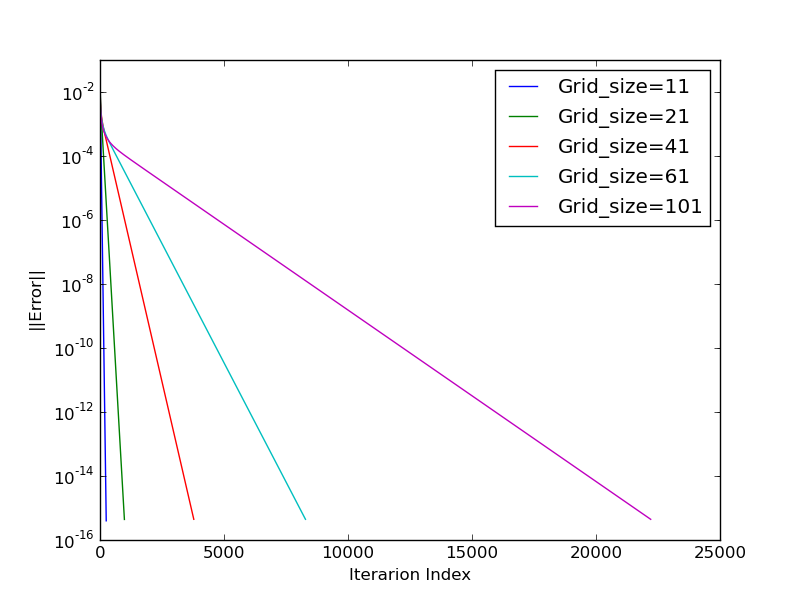 Grid_size=11
Grid_size=21
Grid_size=41
Grid_size=61
Grid_size=101
10^-2
10^-4
10^-6
10^-8
10^-10
10^-12
10^-14
10^-16
||Error||
0 5000 10000 15000 20000 25000
Iterarion Index